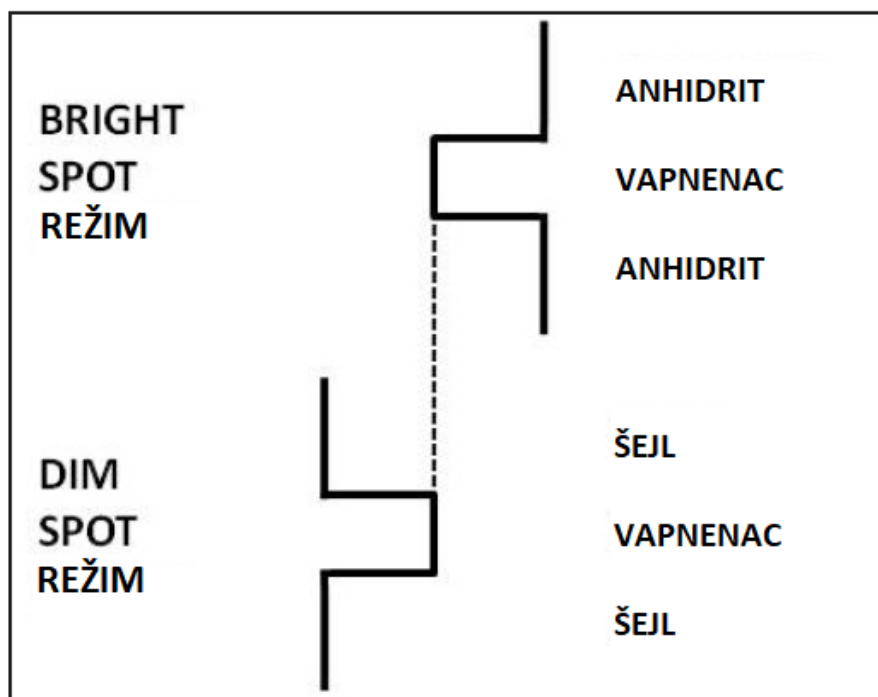 BRIGHT
SPOT
REŽIM
ANHIDRIT
VAPNENAC
ANHIDRIT
DIM
SPOT
REŽIM
ŠEJL
VAPNENAC
ŠEJL